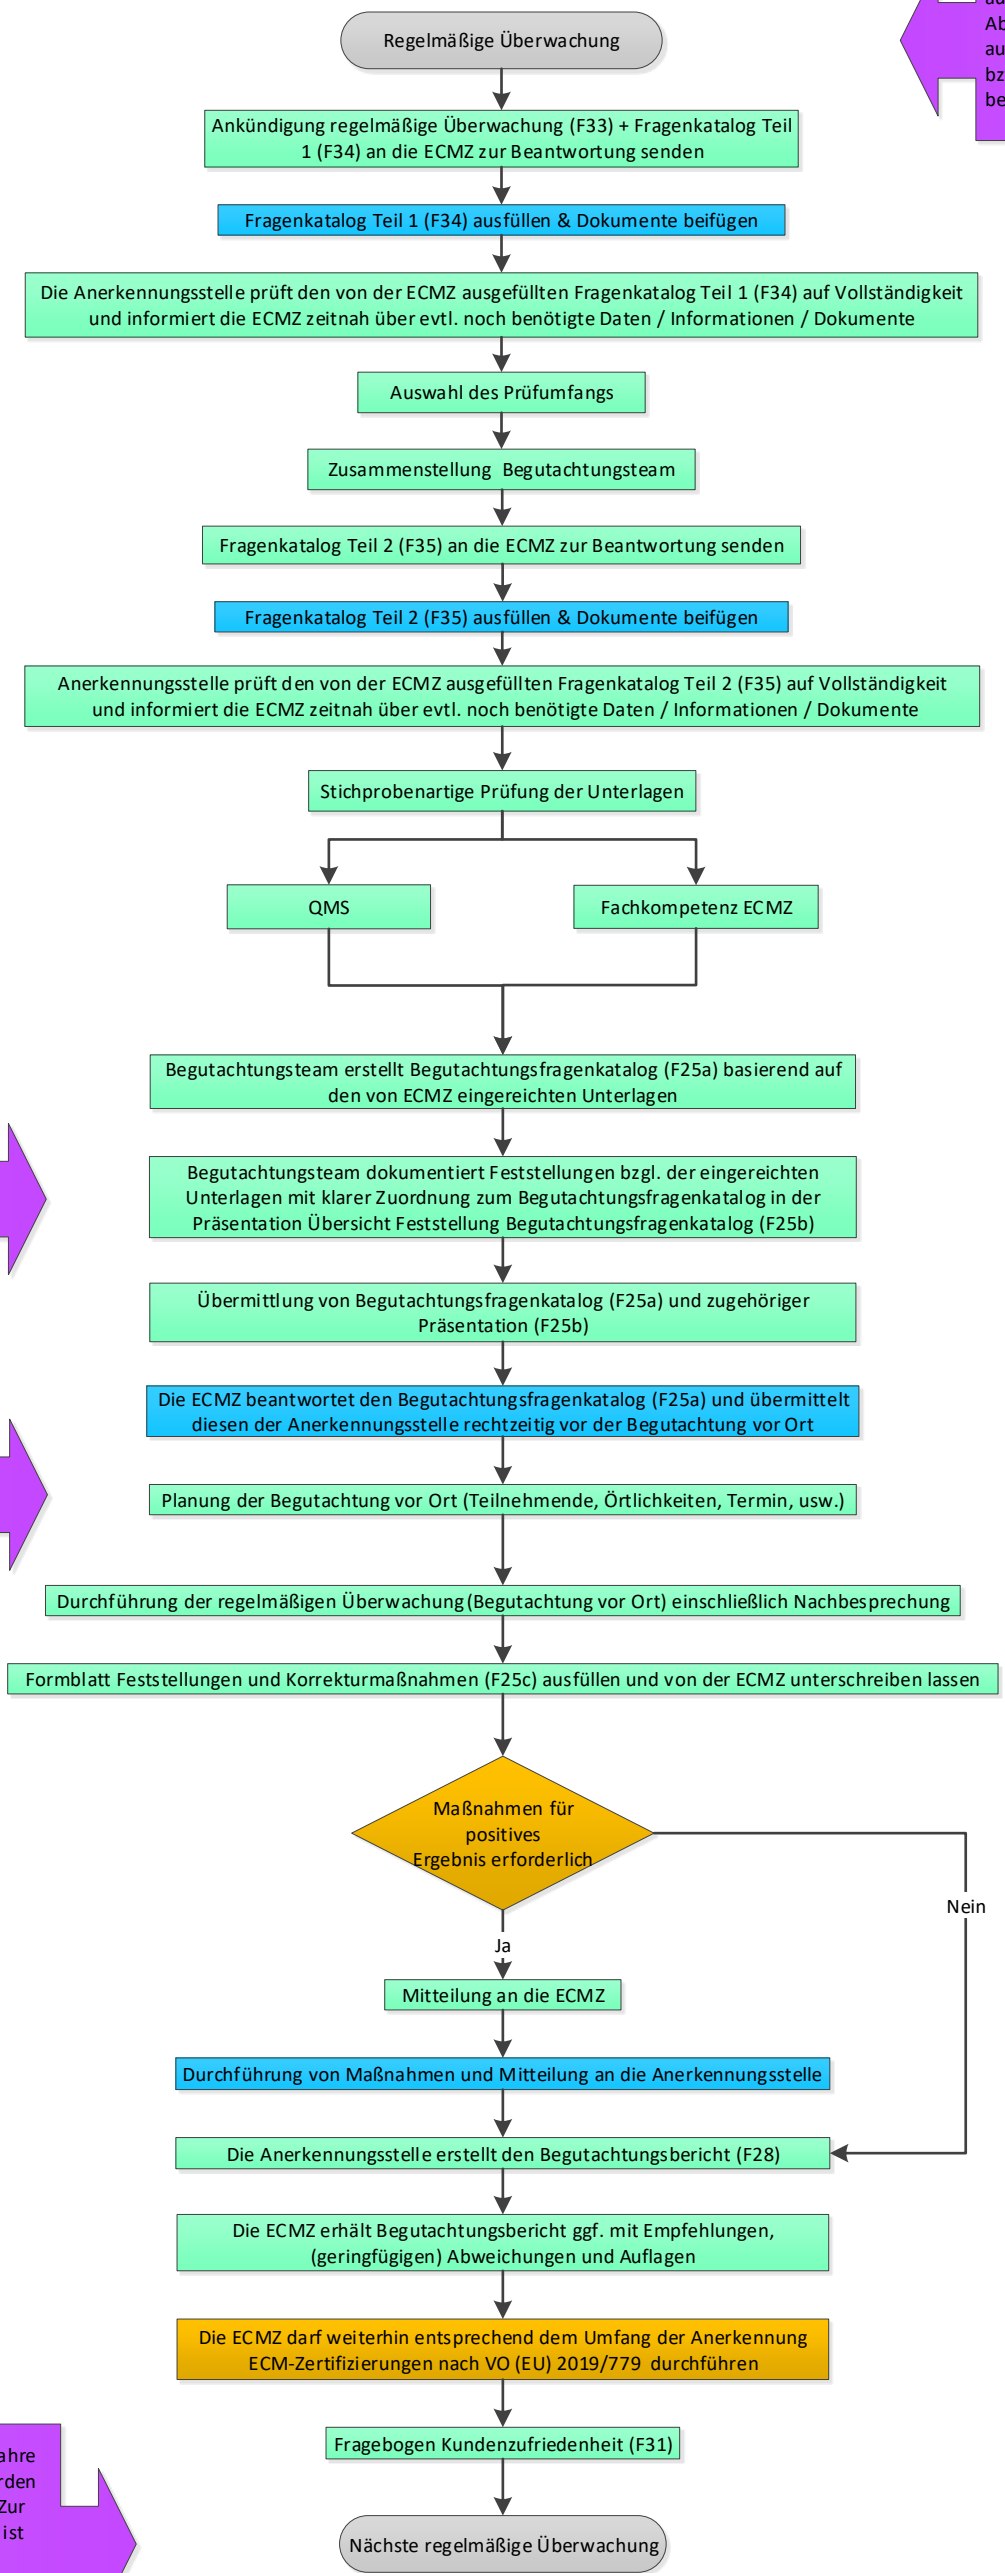 Regelmäßige Überwachung
Ab
au
bz
be
Ankündigung regelmäßige Überwachung (F33) + Fragenkatalog Teil
1 (F34) an die ECMZ zur Beantwortung senden
Fragenkatalog Teil 1 (F34) ausfüllen & Dokumente beifügen
Die Anerkennungsstelle prüft den von der ECMZ ausgefüllten Fragenkatalog Teil 1 (F34) auf Vollständigkeit
und informiert die ECMZ zeitnah über evtl. noch benötigte Daten / Informationen / Dokumente
Auswahl des Prüfumfangs
Zusammenstellung Begutachtungsteam
Fragenkatalog Teil 2 (F35) an die ECMZ zur Beantwortung senden
Fragenkatalog Teil 2 (F35) ausfüllen & Dokumente beifügen
Anerkennungsstelle prüft den von der ECMZ ausgefüllten Fragenkatalog Teil 2 (F35) auf Vollständigkeit
und informiert die ECMZ zeitnah über evtl. noch benötigte Daten / Informationen / Dokumente
Stichprobenartige Prüfung der Unterlagen
QMS
Fachkompetenz ECMZ
Begutachtungsteam erstellt Begutachtungsfragenkatalog (F25a) basierend auf
den von ECMZ eingereichten Unterlagen
Begutachtungsteam dokumentiert Feststellungen bzgl. der eingereichten
Unterlagen mit klarer Zuordnung zum Begutachtungsfragenkatalog in der
Präsentation Übersicht Feststellung Begutachtungsfragenkatalog (F25b)
Übermittlung von Begutachtungsfragenkatalog (F25a) und zugehöriger
Präsentation (F25b)
Die ECMZ beantwortet den Begutachtungsfragenkatalog (F25a) und übermittelt
diesen der Anerkennungsstelle rechtzeitig vor der Begutachtung vor Ort
Planung der Begutachtung vor Ort (Teilnehmende, Örtlichkeiten, Termin, usw.)
Durchführung der regelmäßigen Überwachung (Begutachtung vor Ort) einschließlich Nachbesprechung
Formblatt Feststellungen und Korrekturmaßnahmen (F25c) ausfüllen und von der ECMZ unterschreiben lassen
Maßnahmen für
positives
Ergebnis erforderlich
Nein
Ja
Mitteilung an die ECMZ
Durchführung von Maßnahmen und Mitteilung an die Anerkennungsstelle
Die Anerkennungsstelle erstellt den Begutachtungsbericht (F28)
Die ECMZ erhält Begutachtungsbericht ggf. mit Empfehlungen,
(geringfügigen) Abweichungen und Auflagen
Die ECMZ darf weiterhin entsprechend dem Umfang der Anerkennung
ECM-Zertifizierungen nach VO (EU) 2019/779 durchführen
Fragebogen Kundenzufriedenheit (F31)
ahre
rden
Zur
ist
Nächste regelmäßige Überwachung